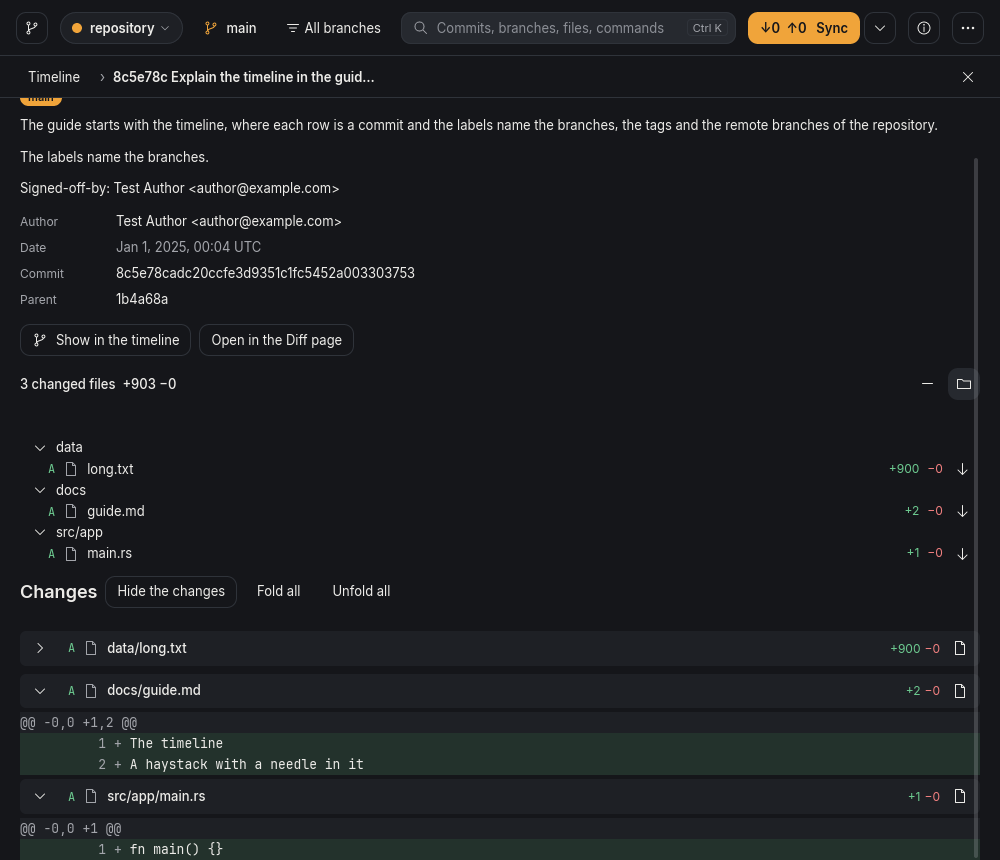 repository
main
All branches
Commits, branches, files, commands
Ctrl K
↓0 ↑0 Sync
Timeline
› 8c5e78c Explain the timeline in the guid…
main
The guide starts with the timeline, where each row is a commit and the labels name the branches, the tags and the remote branches of the repository.
The labels name the branches.
Signed-off-by: Test Author <author@example.com>
Author Test Author <author@example.com>
Date Jan 1, 2025, 00:04 UTC
Commit 8c5e78cadc20ccfe3d9351c1fc5452a003303753
Parent 1b4a68a
Show in the timeline
Open in the Diff page
3 changed files +903 −0
data
A long.txt +900 −0
docs
A guide.md +2 −0
src/app
A main.rs +1 −0
Changes
Hide the changes
Fold all
Unfold all
A data/long.txt +900 −0
A docs/guide.md +2 −0
@@ -0,0 +1,2 @@
1 + The timeline
2 + A haystack with a needle in it
A src/app/main.rs +1 −0
@@ -0,0 +1 @@
1 + fn main() {}